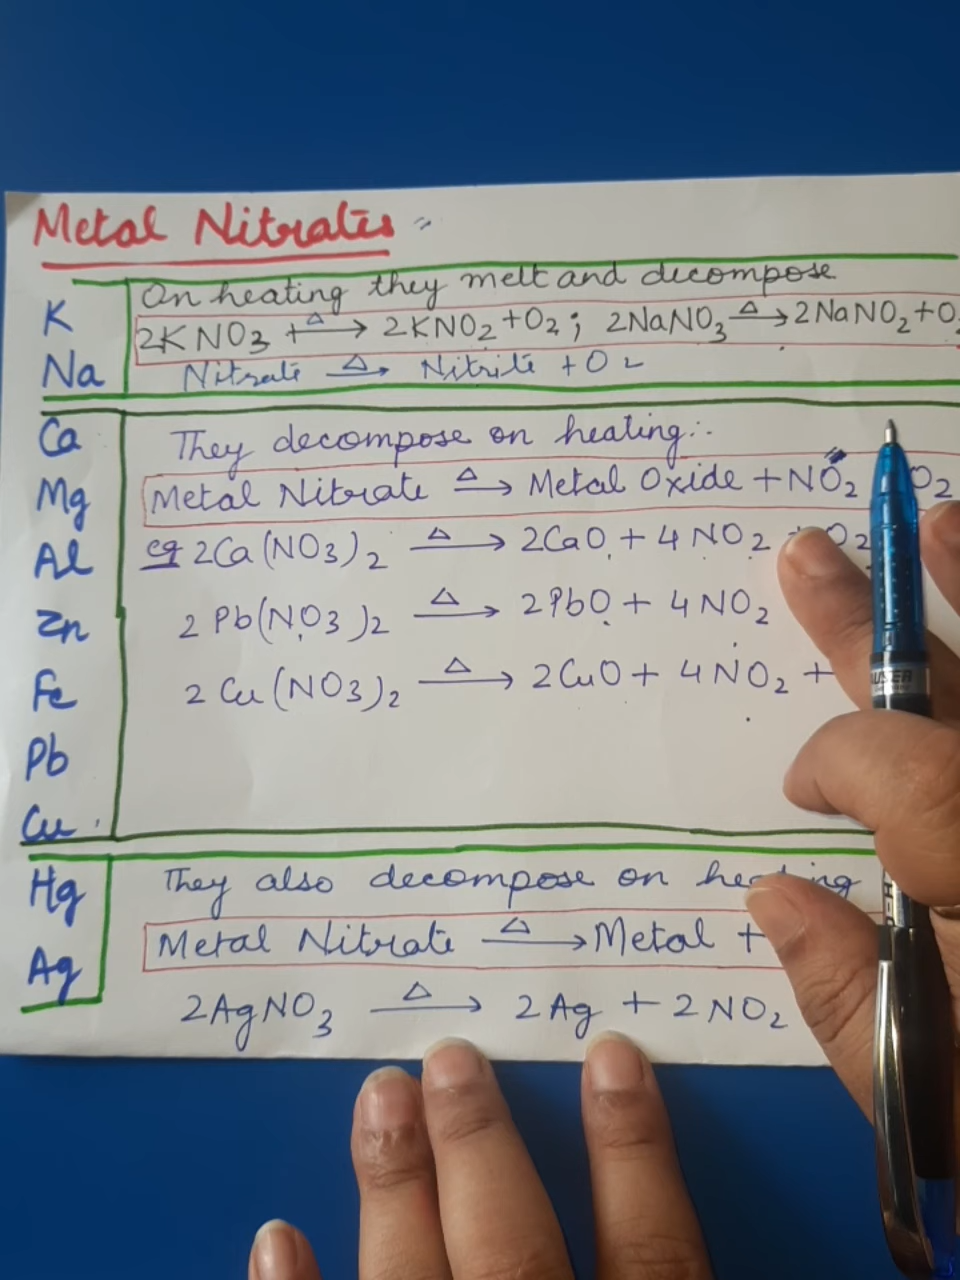 Metal Nitrates
K
Na
On heating they melt and decompose
2KNO3 +△→ 2KNO2+O2; 2NaNO3 △→ 2NaNO2+O2
Nitrate △→ Nitrite + O2
Ca
Mg
Al
Zn
Fe
Pb
Cu
They decompose on heating:.
Metal Nitrate △→ Metal Oxide + NO2 O2
eg 2Ca(NO3)2 △→ 2CaO + 4NO2 + O2
2Pb(NO3)2 △→ 2PbO + 4NO2
2Cu(NO3)2 △→ 2CuO + 4NO2 +
Hg
Ag
They also decompose on heating
Metal Nitrate △→ Metal +
2AgNO3 △→ 2Ag + 2NO2